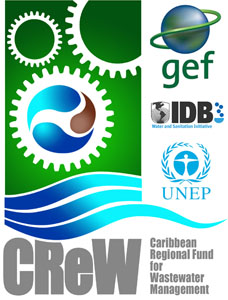 gef
IDB
Water and Sanitation Initiative
UNEP
CReW
Caribbean
Regional Fund
for
Wastewater
Management